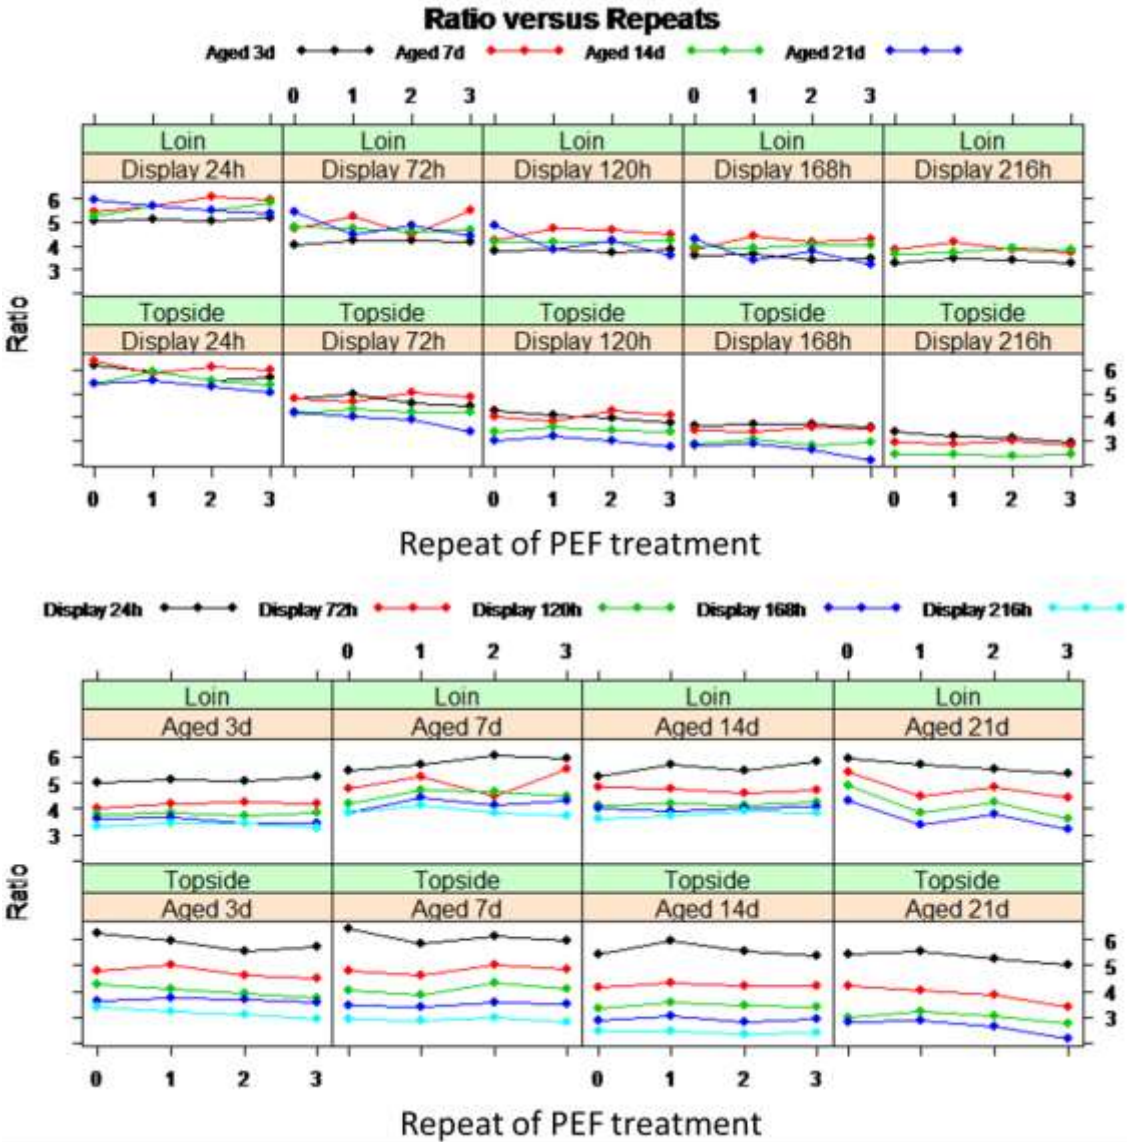 Ratio versus Repeats
Aged 3d Aged 7d Aged 14d Aged 21d
0 1 2 3 0 1 2 3
Loin Loin Loin Loin Loin
Display 24h Display 72h Display 120h Display 168h Display 216h
6
5
4
3
Ratio
Topside Topside Topside Topside Topside
Display 24h Display 72h Display 120h Display 168h Display 216h
6
5
4
3
0 1 2 3 0 1 2 3 0 1 2 3
Repeat of PEF treatment
Display 24h Display 72h Display 120h Display 168h Display 216h
0 1 2 3 0 1 2 3
Loin Loin Loin Loin
Aged 3d Aged 7d Aged 14d Aged 21d
6
5
4
3
Ratio
Topside Topside Topside Topside
Aged 3d Aged 7d Aged 14d Aged 21d
6
5
4
3
0 1 2 3 0 1 2 3
Repeat of PEF treatment